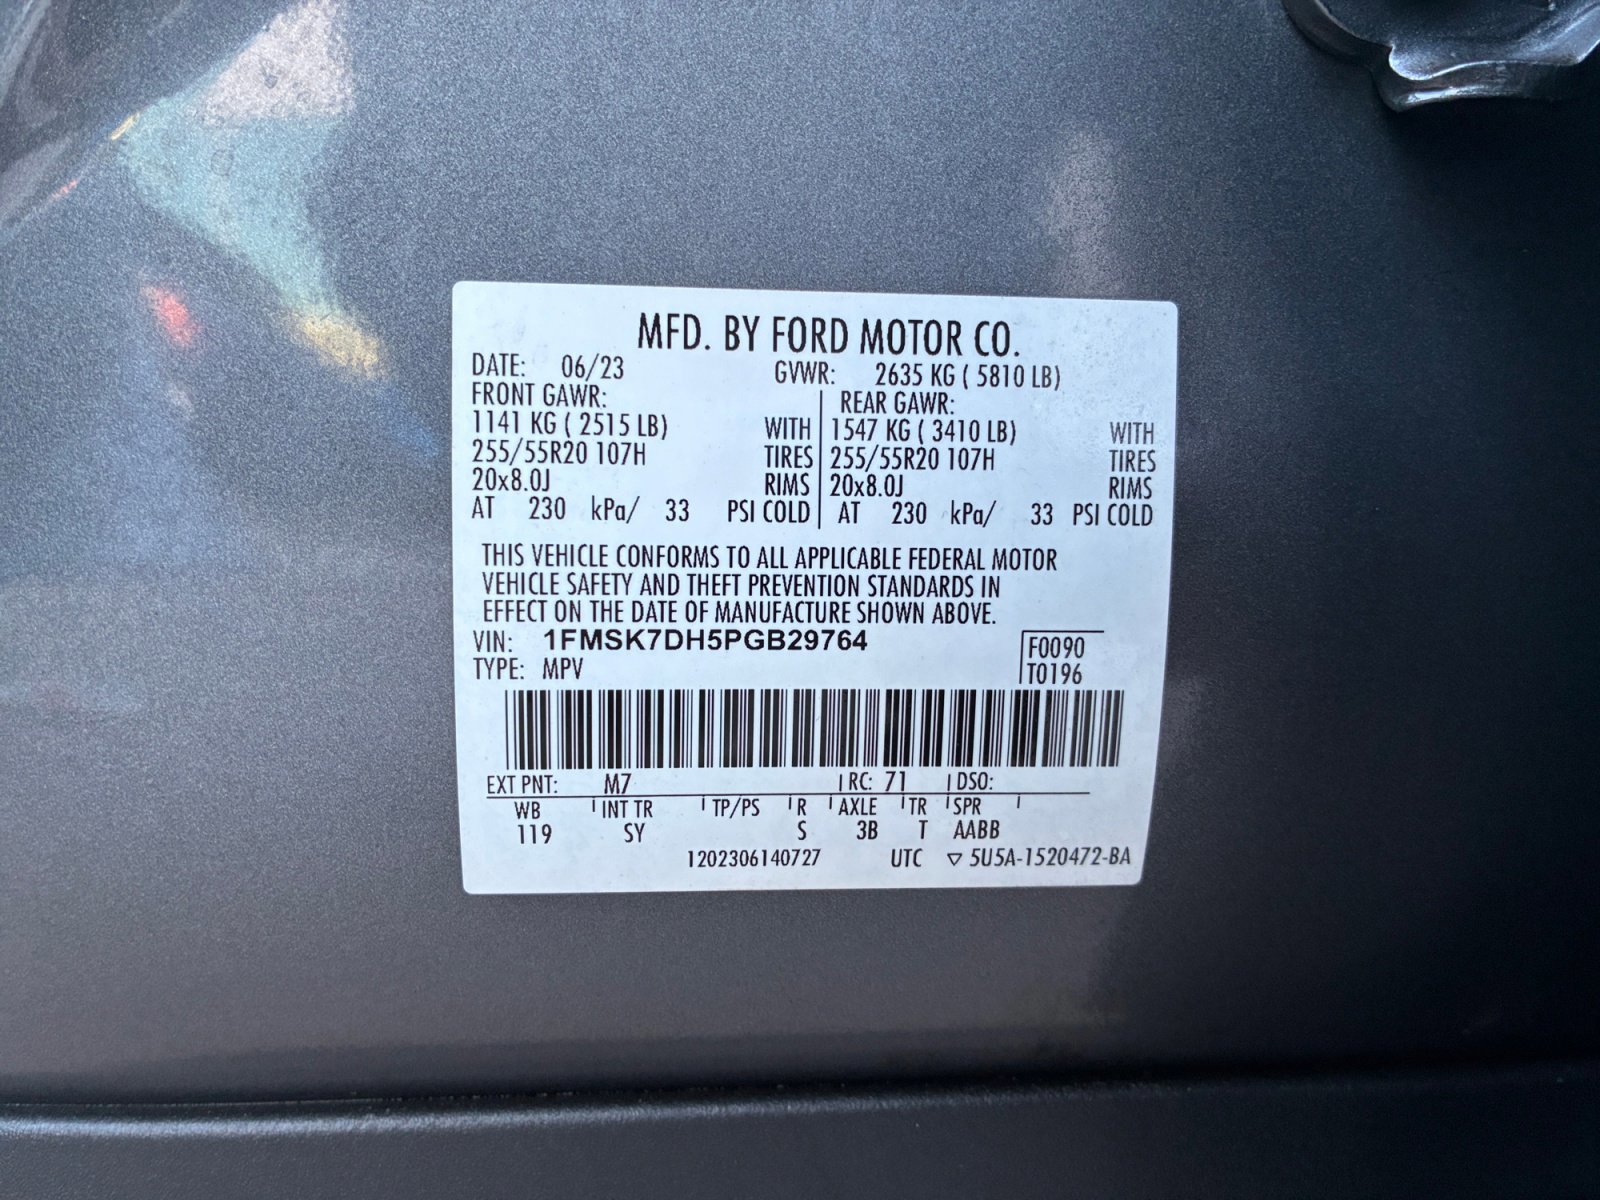 MFD. BY FORD MOTOR CO.
DATE: 06/23 GVWR: 2635 KG ( 5810 LB)
FRONT GAWR: REAR GAWR:
1141 KG ( 2515 LB) WITH 1547 KG ( 3410 LB) WITH
255/55R20 107H TIRES 255/55R20 107H TIRES
20x8.0J RIMS 20x8.0J RIMS
AT 230 kPa/ 33 PSI COLD AT 230 kPa/ 33 PSI COLD
THIS VEHICLE CONFORMS TO ALL APPLICABLE FEDERAL MOTOR
VEHICLE SAFETY AND THEFT PREVENTION STANDARDS IN
EFFECT ON THE DATE OF MANUFACTURE SHOWN ABOVE.
VIN: 1FMSK7DH5PGB29764 F0090
TYPE: MPV T0196
EXT PNT: M7 RC: 71 DSO:
WB INT TR TP/PS R AXLE TR SPR
119 SY S 3B T AABB
1202306140727 UTC ▽ 5U5A-1520472-BA